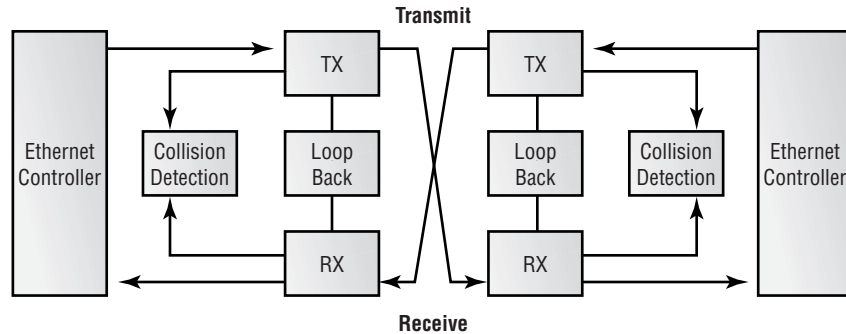 Transmit
TX
TX
Ethernet
Controller
Collision
Detection
Loop
Back
Loop
Back
Collision
Detection
Ethernet
Controller
RX
RX
Receive